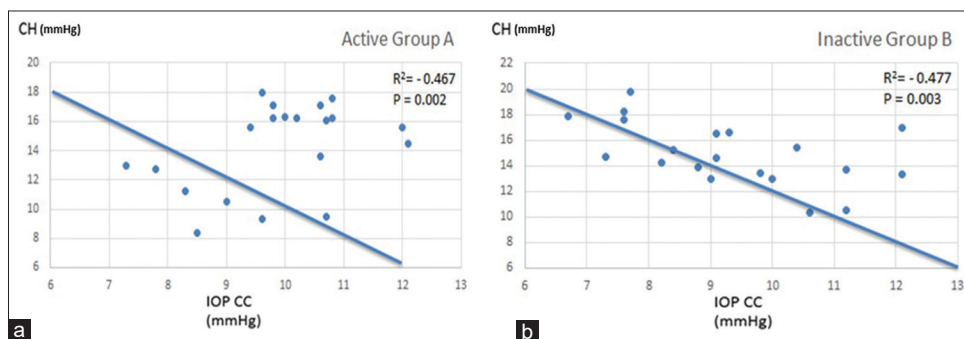 CH (mmHg)
Active Group A
R²= - 0.467
P = 0.002
20
18
16
14
12
10
8
6
6 7 8 9 10 11 12 13
IOP CC
(mmHg)
a
CH (mmHg)
Inactive Group B
R²= - 0.477
P = 0.003
22
20
18
16
14
12
10
8
6
6 7 8 9 10 11 12 13
IOP CC
(mmHg)
b